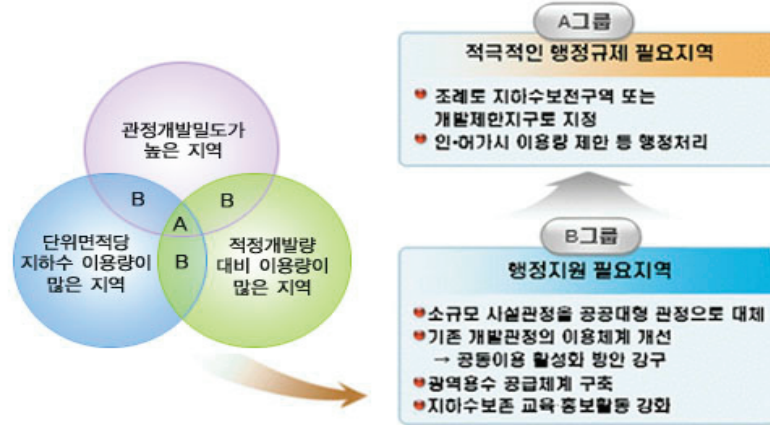 관정개발밀도가
높은 지역
B
B
A
B
단위면적당
지하수 이용량이
많은 지역
적정개발량
대비 이용량이
많은 지역
A그룹
적극적인 행정규제 필요지역
조례로 지하수보전구역 또는
개발제한지구로 지정
인·허가시 이용량 제한 등 행정처리
B그룹
행정지원 필요지역
소규모 사설관정을 공공대형 관정으로 대체
기존 개발관정의 이용체계 개선
→ 공동이용 활성화 방안 강구
광역용수 공급체계 구축
지하수보존 교육·홍보활동 강화